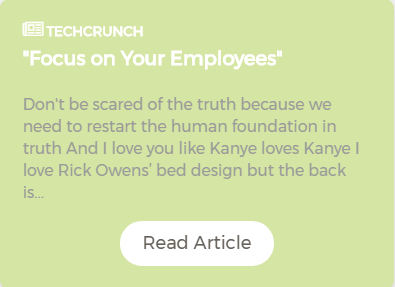 TECHCRUNCH
"Focus on Your Employees"
Don't be scared of the truth because we
need to restart the human foundation in
truth And I love you like Kanye loves Kanye I
love Rick Owens’ bed design but the back
is...
Read Article